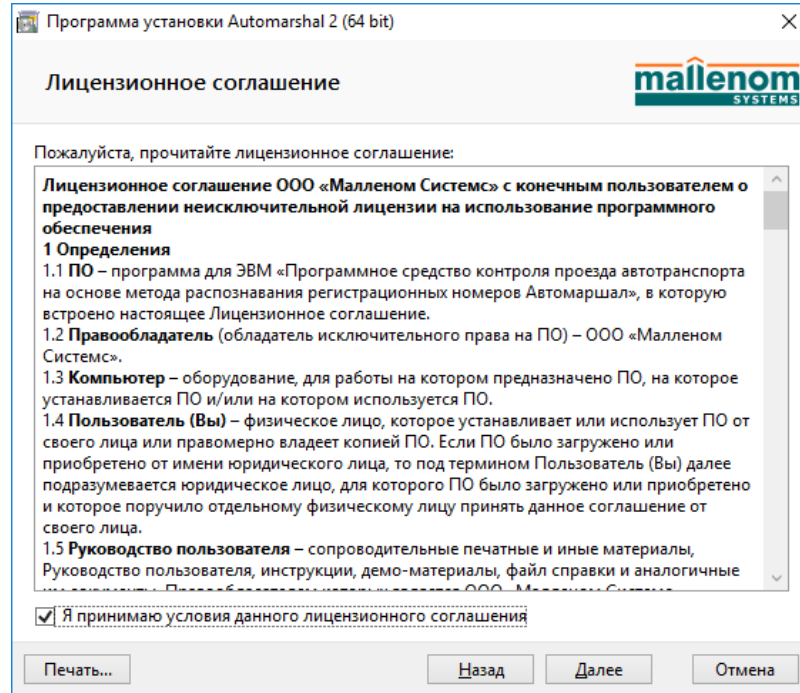 Программа установки Automarshal 2 (64 bit)
Лицензионное соглашение
mallenom
SYSTEMS
Пожалуйста, прочитайте лицензионное соглашение:
Лицензионное соглашение ООО «Малленом Системс» с конечным пользователем о
предоставлении неисключительной лицензии на использование программного
обеспечения
1 Определения
1.1 ПО – программа для ЭВМ «Программное средство контроля проезда автотранспорта
на основе метода распознавания регистрационных номеров Автомаршал», в которую
встроено настоящее Лицензионное соглашение.
1.2 Правообладатель (обладатель исключительного права на ПО) – ООО «Малленом
Системс».
1.3 Компьютер – оборудование, для работы на котором предназначено ПО, на которое
устанавливается ПО и/или на котором используется ПО.
1.4 Пользователь (Вы) – физическое лицо, которое устанавливает или использует ПО от
своего лица или правомерно владеет копией ПО. Если ПО было загружено или
приобретено от имени юридического лица, то под термином Пользователь (Вы) далее
подразумевается юридическое лицо, для которого ПО было загружено или приобретено
и которое поручило отдельному физическому лицу принять данное соглашение от
своего лица.
1.5 Руководство пользователя – сопроводительные печатные и иные материалы,
Руководство пользователя, инструкции, демо-материалы, файл справки и аналогичные
Я принимаю условия данного лицензионного соглашения
Печать...
Назад
Далее
Отмена